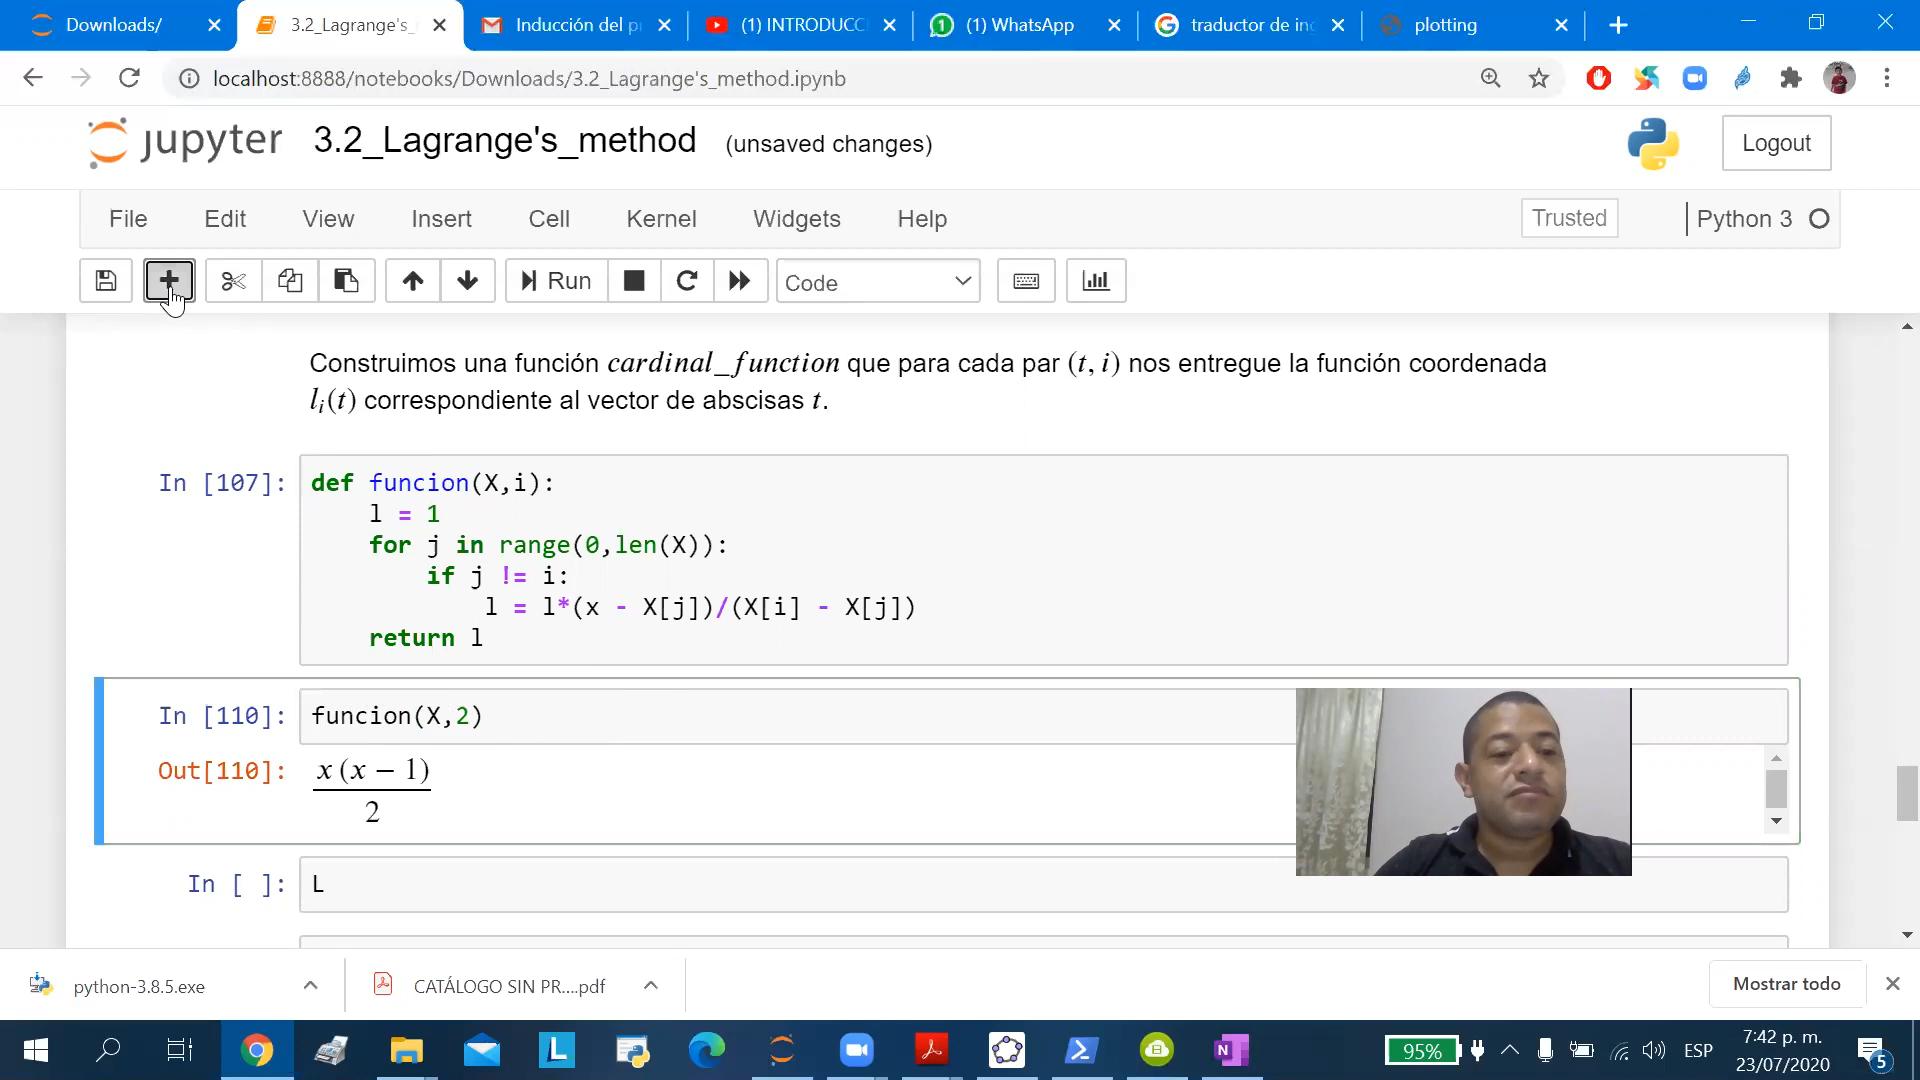 Downloads/
3.2_Lagrange's_
Inducción del pr
(1) INTRODUCC
(1) WhatsApp
traductor de in
plotting
localhost:8888/notebooks/Downloads/3.2_Lagrange's_method.ipynb
jupyter 3.2_Lagrange's_method (unsaved changes)
Logout
File Edit View Insert Cell Kernel Widgets Help
Trusted
Python 3
Run
Code
Construimos una función cardinal_function que para cada par (t, i) nos entregue la función coordenada
l_i(t) correspondiente al vector de abscisas t.
In [107]: def funcion(X,i):
    l = 1
    for j in range(0,len(X)):
        if j != i:
            l = l*(x - X[j])/(X[i] - X[j])
    return l
In [110]: funcion(X,2)
Out[110]: x (x − 1)
2
In [ ]: L
python-3.8.5.exe
CATÁLOGO SIN PR....pdf
Mostrar todo
95%
ESP
7:42 p. m.
23/07/2020
5